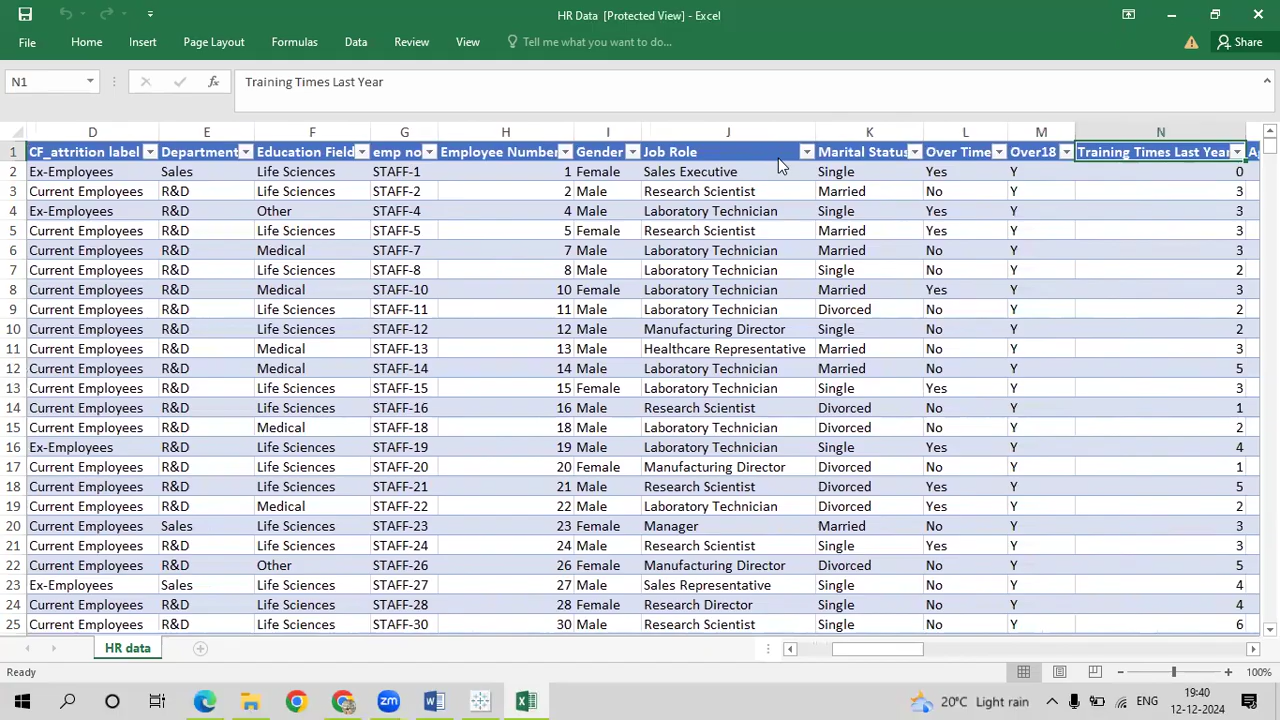 HR Data [Protected View] - Excel
File Home Insert Page Layout Formulas Data Review View Tell me what you want to do... Share
N1 fx Training Times Last Year
D E F G H I J K L M N
1 CF_attrition label Department Education Field emp no Employee Number Gender Job Role Marital Status Over Time Over18 Training Times Last Year
2 Ex-Employees Sales Life Sciences STAFF-1 1 Female Sales Executive Single Yes Y 0
3 Current Employees R&D Life Sciences STAFF-2 2 Male Research Scientist Married No Y 3
4 Ex-Employees R&D Other STAFF-4 4 Male Laboratory Technician Single Yes Y 3
5 Current Employees R&D Life Sciences STAFF-5 5 Female Research Scientist Married Yes Y 3
6 Current Employees R&D Medical STAFF-7 7 Male Laboratory Technician Married No Y 3
7 Current Employees R&D Life Sciences STAFF-8 8 Male Laboratory Technician Single No Y 2
8 Current Employees R&D Medical STAFF-10 10 Female Laboratory Technician Married Yes Y 3
9 Current Employees R&D Life Sciences STAFF-11 11 Male Laboratory Technician Divorced No Y 2
10 Current Employees R&D Life Sciences STAFF-12 12 Male Manufacturing Director Single No Y 2
11 Current Employees R&D Medical STAFF-13 13 Male Healthcare Representative Married No Y 3
12 Current Employees R&D Medical STAFF-14 14 Male Laboratory Technician Married No Y 5
13 Current Employees R&D Life Sciences STAFF-15 15 Female Laboratory Technician Single Yes Y 3
14 Current Employees R&D Life Sciences STAFF-16 16 Male Research Scientist Divorced No Y 1
15 Current Employees R&D Medical STAFF-18 18 Male Laboratory Technician Divorced No Y 2
16 Ex-Employees R&D Life Sciences STAFF-19 19 Male Laboratory Technician Single Yes Y 4
17 Current Employees R&D Life Sciences STAFF-20 20 Female Manufacturing Director Divorced No Y 1
18 Current Employees R&D Life Sciences STAFF-21 21 Male Research Scientist Divorced Yes Y 5
19 Current Employees R&D Medical STAFF-22 22 Male Laboratory Technician Divorced Yes Y 2
20 Current Employees Sales Life Sciences STAFF-23 23 Female Manager Married No Y 3
21 Current Employees R&D Life Sciences STAFF-24 24 Male Research Scientist Single Yes Y 3
22 Current Employees R&D Other STAFF-26 26 Female Manufacturing Director Divorced No Y 5
23 Ex-Employees Sales Life Sciences STAFF-27 27 Male Sales Representative Single No Y 4
24 Current Employees R&D Life Sciences STAFF-28 28 Female Research Director Single No Y 4
25 Current Employees R&D Life Sciences STAFF-30 30 Male Research Scientist Single No Y 6
HR data
Ready 100%
20°C Light rain ENG 19:40
12-12-2024